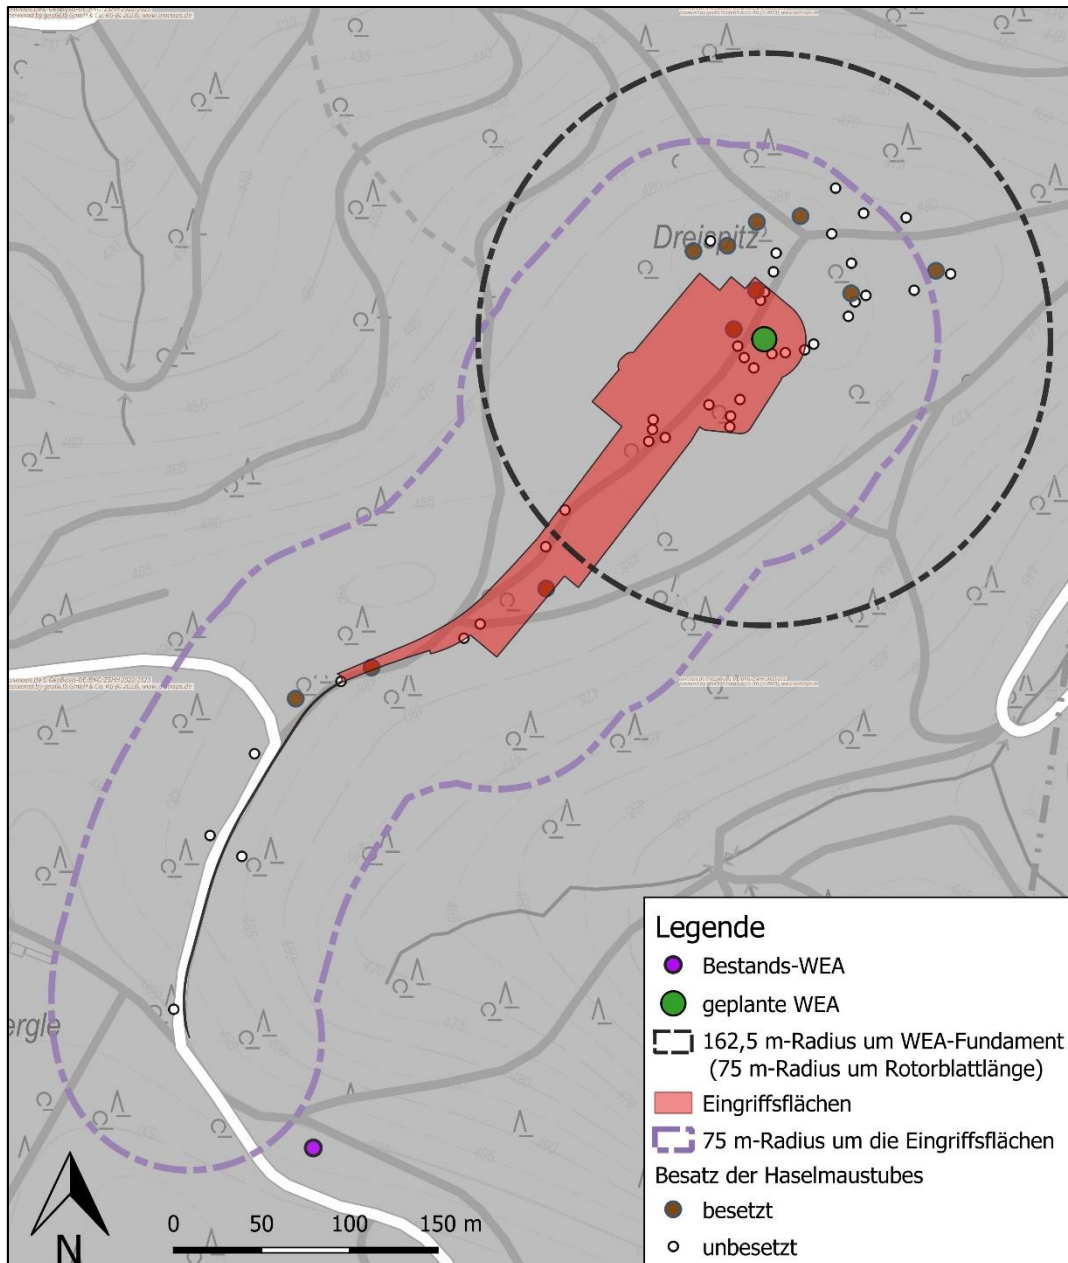 Dreispitz
ergle
Legende
Bestands-WEA
geplante WEA
162,5 m-Radius um WEA-Fundament
(75 m-Radius um Rotorblattlänge)
Eingriffsflächen
75 m-Radius um die Eingriffsflächen
Besatz der Haselmaustubes
besetzt
unbesetzt
N
0 50 100 150 m